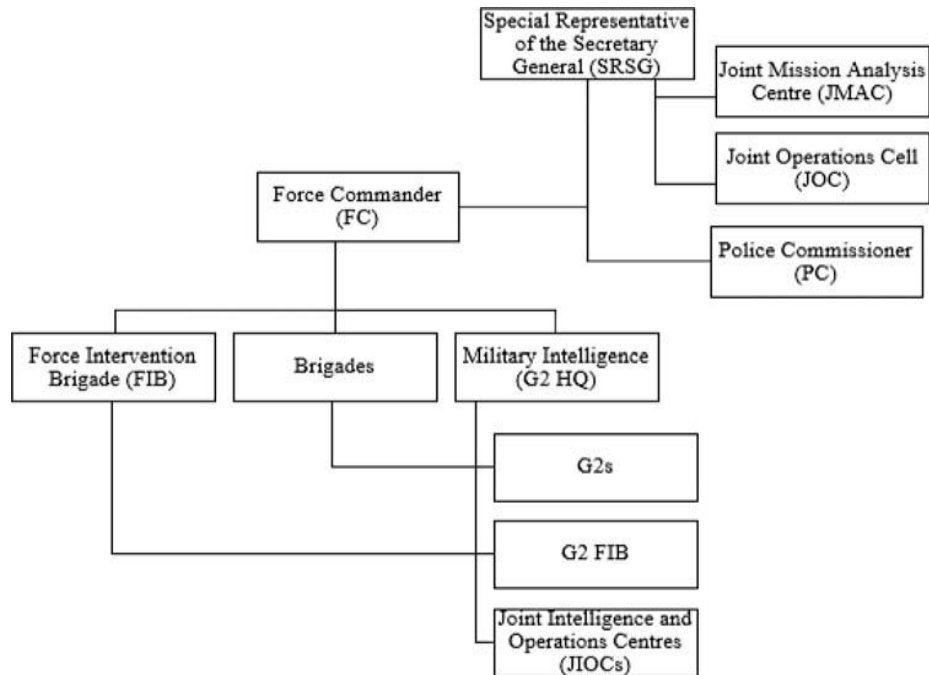 Special Representative
of the Secretary
General (SRSG)
Joint Mission Analysis
Centre (JMAC)
Joint Operations Cell
(JOC)
Force Commander
(FC)
Police Commissioner
(PC)
Force Intervention
Brigade (FIB)
Brigades
Military Intelligence
(G2 HQ)
G2s
G2 FIB
Joint Intelligence and
Operations Centres
(JIOCs)